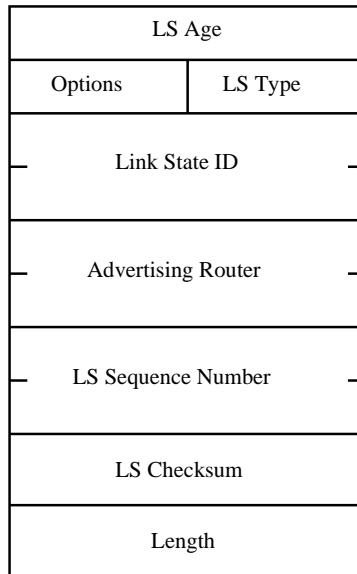 LS Age
Options LS Type
Link State ID
Advertising Router
LS Sequence Number
LS Checksum
Length